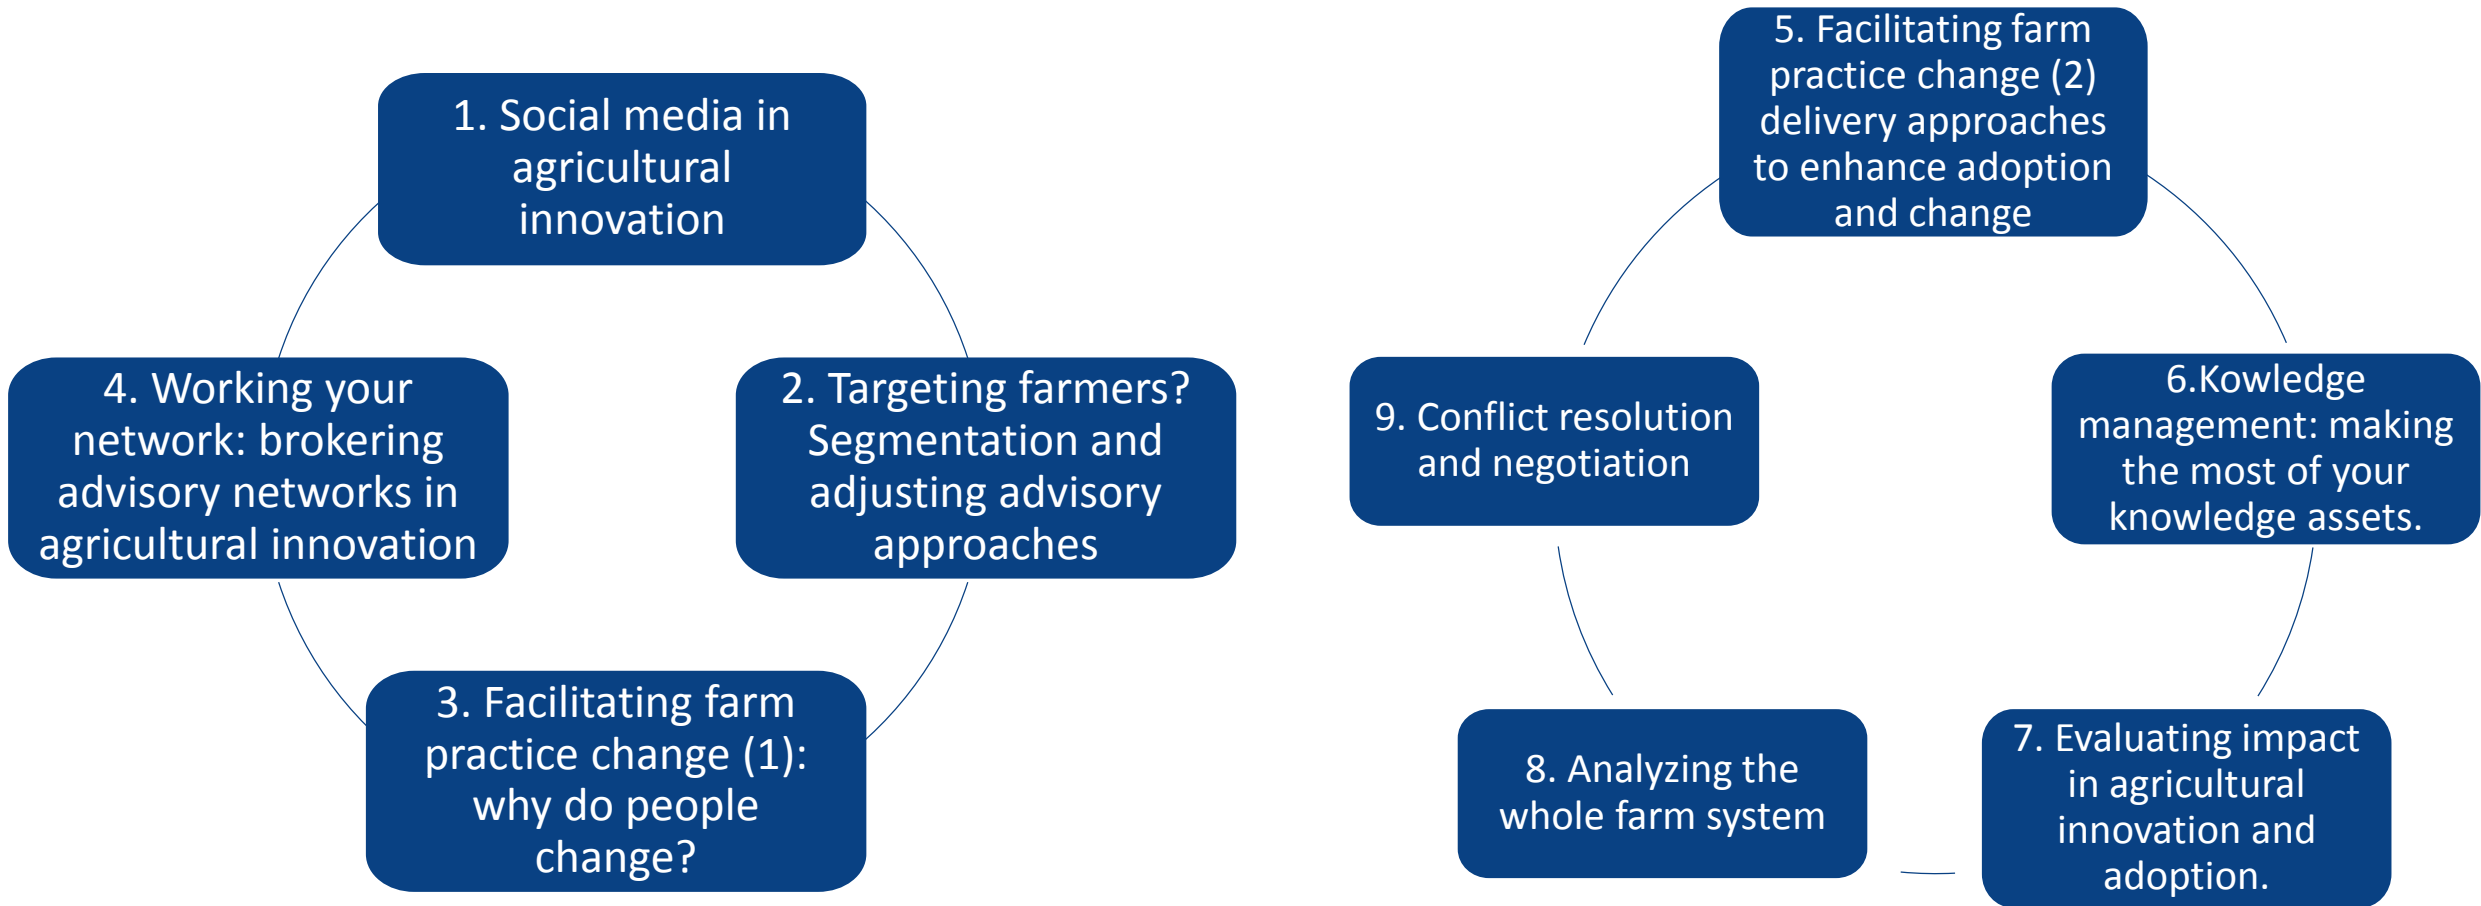 1. Social media in
agricultural
innovation
2. Targeting farmers?
Segmentation and
adjusting advisory
approaches
3. Facilitating farm
practice change (1):
why do people
change?
4. Working your
network: brokering
advisory networks in
agricultural innovation
5. Facilitating farm
practice change (2)
delivery approaches
to enhance adoption
and change
6.Kowledge
management: making
the most of your
knowledge assets.
7. Evaluating impact
in agricultural
innovation and
adoption.
8. Analyzing the
whole farm system
9. Conflict resolution
and negotiation